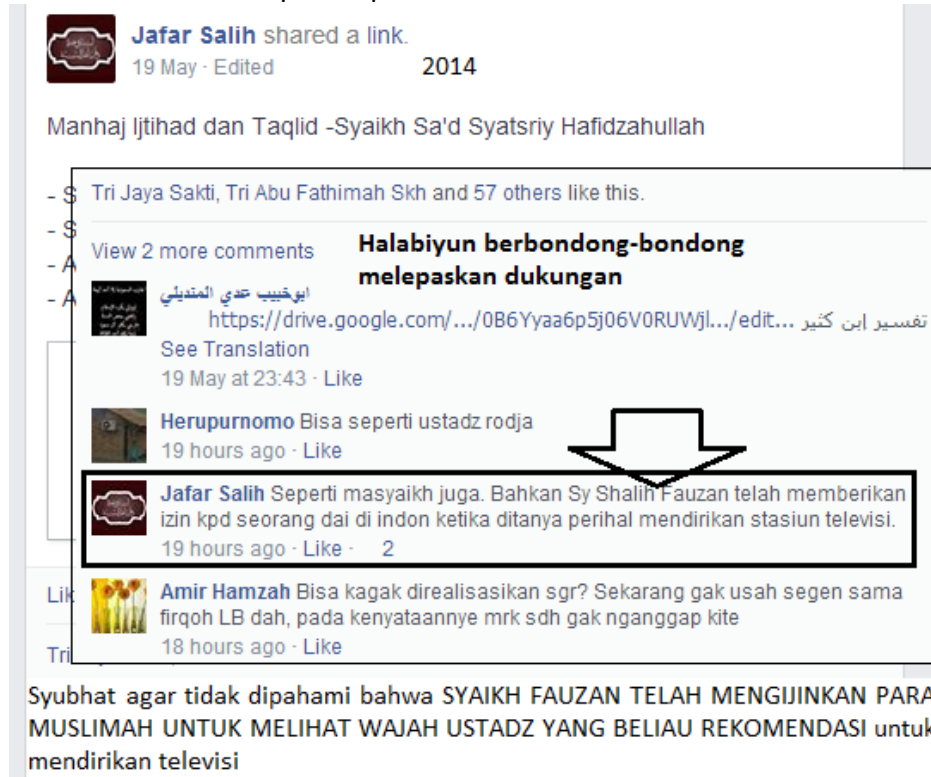 Jafar Salih shared a link.
19 May · Edited
2014
Manhaj Ijtihad dan Taqlid -Syaikh Sa'd Syatsriy Hafidzahullah
- S
- S
- A
- A
Tri Jaya Sakti, Tri Abu Fathimah Skh and 57 others like this.
View 2 more comments
Halabiyun berbondong-bondong
melepaskan dukungan
ابوخبيب عدي المنديلي
تفسير إبن كثير https://drive.google.com/.../0B6Yyaa6p5j06V0RUWjl.../edit...
See Translation
19 May at 23:43 · Like
Herupurnomo Bisa seperti ustadz rodja
19 hours ago · Like
Jafar Salih Seperti masyaikh juga. Bahkan Sy Shalih Fauzan telah memberikan
izin kpd seorang dai di indon ketika ditanya perihal mendirikan stasiun televisi.
19 hours ago · Like · 2
Amir Hamzah Bisa kagak direalisasikan sgr? Sekarang gak usah segen sama
firqoh LB dah, pada kenyataannye mrk sdh gak nganggap kite
18 hours ago · Like
Lik
Tri
Syubhat agar tidak dipahami bahwa SYAIKH FAUZAN TELAH MENGIJINKAN PARA
MUSLIMAH UNTUK MELIHAT WAJAH USTADZ YANG BELIAU REKOMENDASI untuk
mendirikan televisi